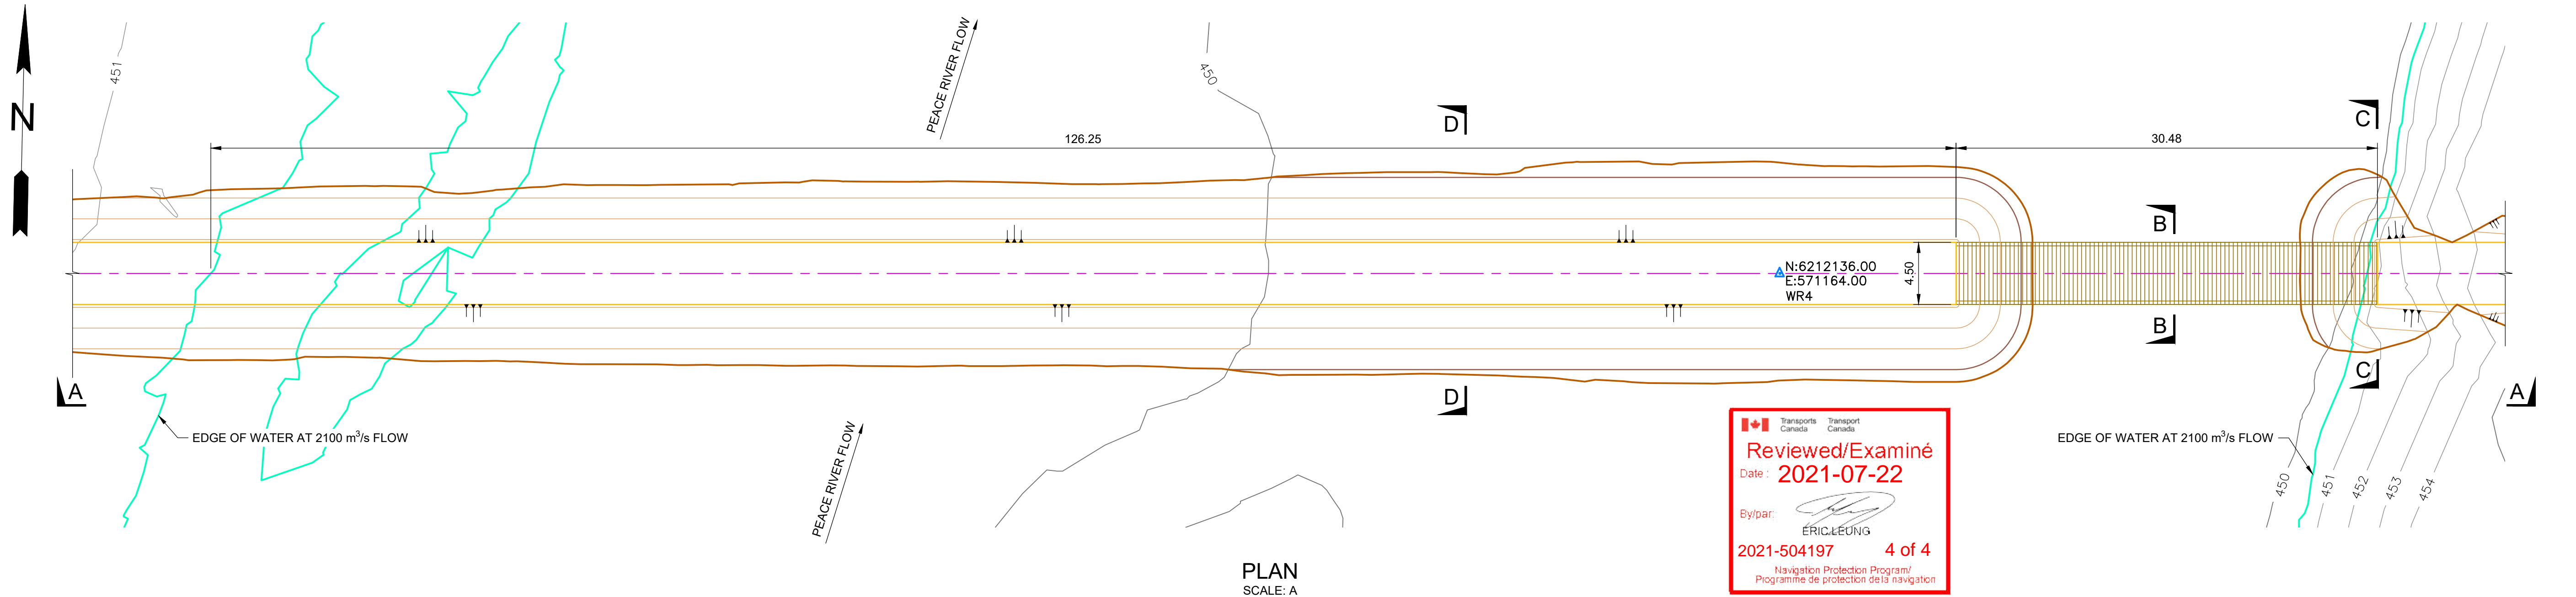 N
451
PEACE RIVER FLOW
450
D
C
126.25
30.48
B
N:6212136.00
E:571164.00
WR4
4.50
B
A
D
C
A
EDGE OF WATER AT 2100 m³/s FLOW
PEACE RIVER FLOW
EDGE OF WATER AT 2100 m³/s FLOW
450
451
452
453
454
Transports Canada
Transport Canada
Reviewed/Examiné
Date : 2021-07-22
By/par:
ERIC LEUNG
2021-504197 4 of 4
Navigation Protection Program/
Programme de protection de la navigation
PLAN
SCALE: A